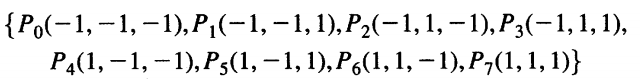 {P₀(−1, −1, −1),P₁(−1, −1, 1),P₂(−1, 1, −1),P₃(−1, 1, 1),
P₄(1, −1, −1),P₅(1, −1, 1),P₆(1, 1, −1),P₇(1, 1, 1)}